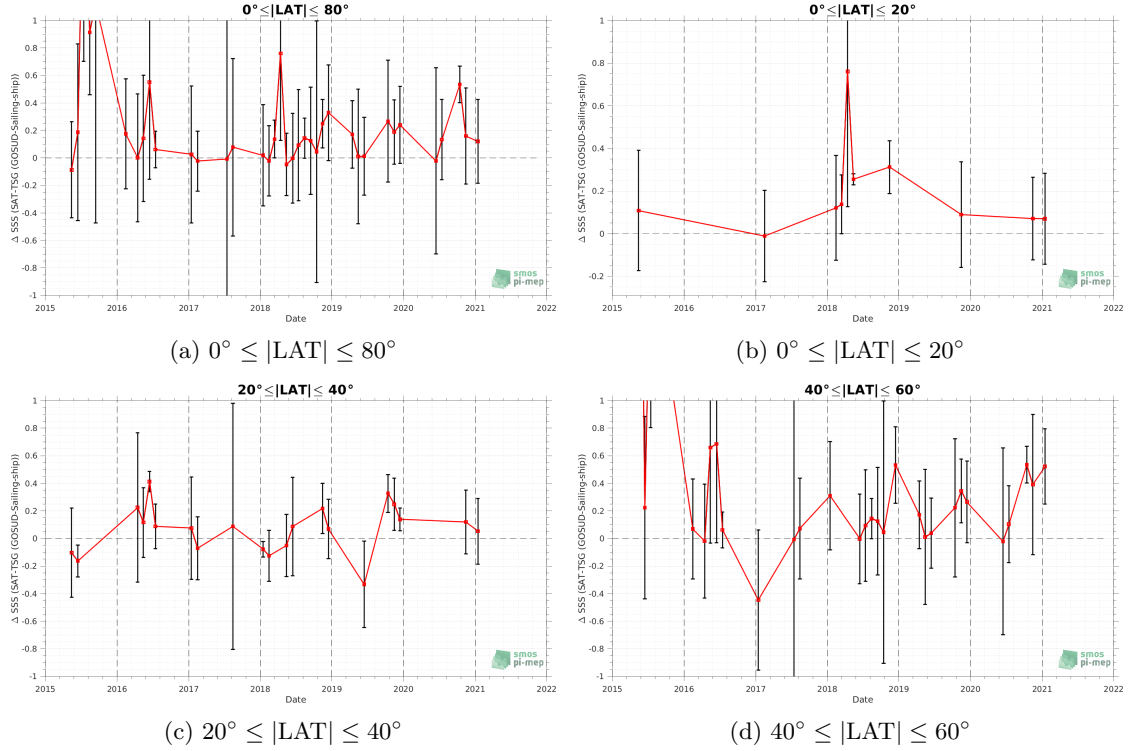 0°≤|LAT|≤ 80°
Δ SSS (SAT-TSG (GOSUD-Sailing-ship))
1
0.8
0.6
0.4
0.2
0
-0.2
-0.4
-0.6
-0.8
-1
2015 2016 2017 2018 2019 2020 2021 2022
Date
smos
pi-mep
(a) 0° ≤ |LAT| ≤ 80°
0°≤|LAT|≤ 20°
Δ SSS (SAT-TSG (GOSUD-Sailing-ship))
1
0.8
0.6
0.4
0.2
0
-0.2
2015 2016 2017 2018 2019 2020 2021 2022
Date
smos
pi-mep
(b) 0° ≤ |LAT| ≤ 20°
20°≤|LAT|≤ 40°
Δ SSS (SAT-TSG (GOSUD-Sailing-ship))
1
0.8
0.6
0.4
0.2
0
-0.2
-0.4
-0.6
-0.8
-1
2015 2016 2017 2018 2019 2020 2021 2022
Date
smos
pi-mep
(c) 20° ≤ |LAT| ≤ 40°
40°≤|LAT|≤ 60°
Δ SSS (SAT-TSG (GOSUD-Sailing-ship))
1
0.8
0.6
0.4
0.2
0
-0.2
-0.4
-0.6
-0.8
-1
2015 2016 2017 2018 2019 2020 2021 2022
Date
smos
pi-mep
(d) 40° ≤ |LAT| ≤ 60°